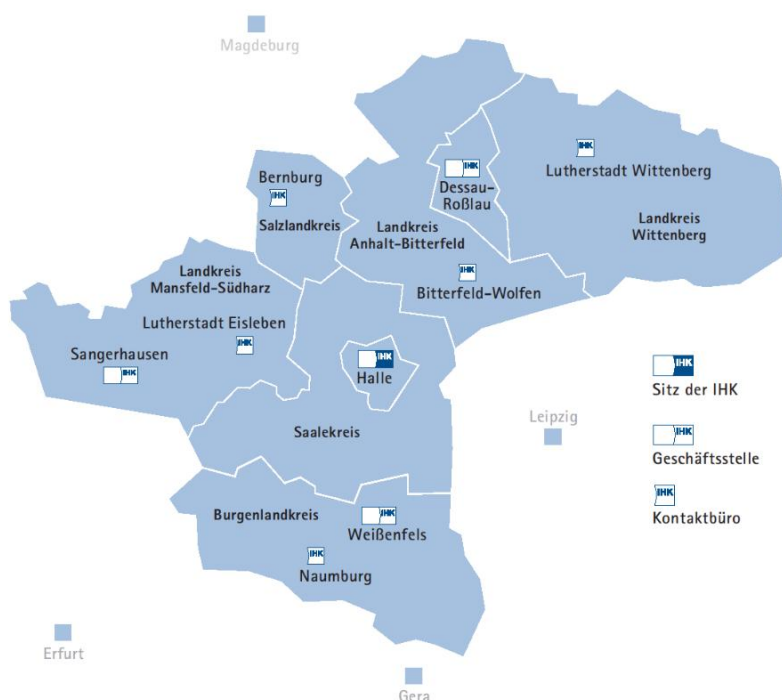 Magdeburg
IHK
Bernburg
IHK
Salzlandkreis
IHK
Dessau-
Roßlau
IHK
Lutherstadt Wittenberg
Landkreis
Wittenberg
Landkreis
Anhalt-Bitterfeld
IHK
Bitterfeld-Wolfen
Landkreis
Mansfeld-Südharz
Lutherstadt Eisleben
IHK
Sangerhausen
IHK
IHK
Halle
Saalekreis
Leipzig
IHK
Sitz der IHK
IHK
Geschäftsstelle
IHK
Kontaktbüro
Burgenlandkreis
IHK
Weißenfels
IHK
Naumburg
Erfurt
Gera